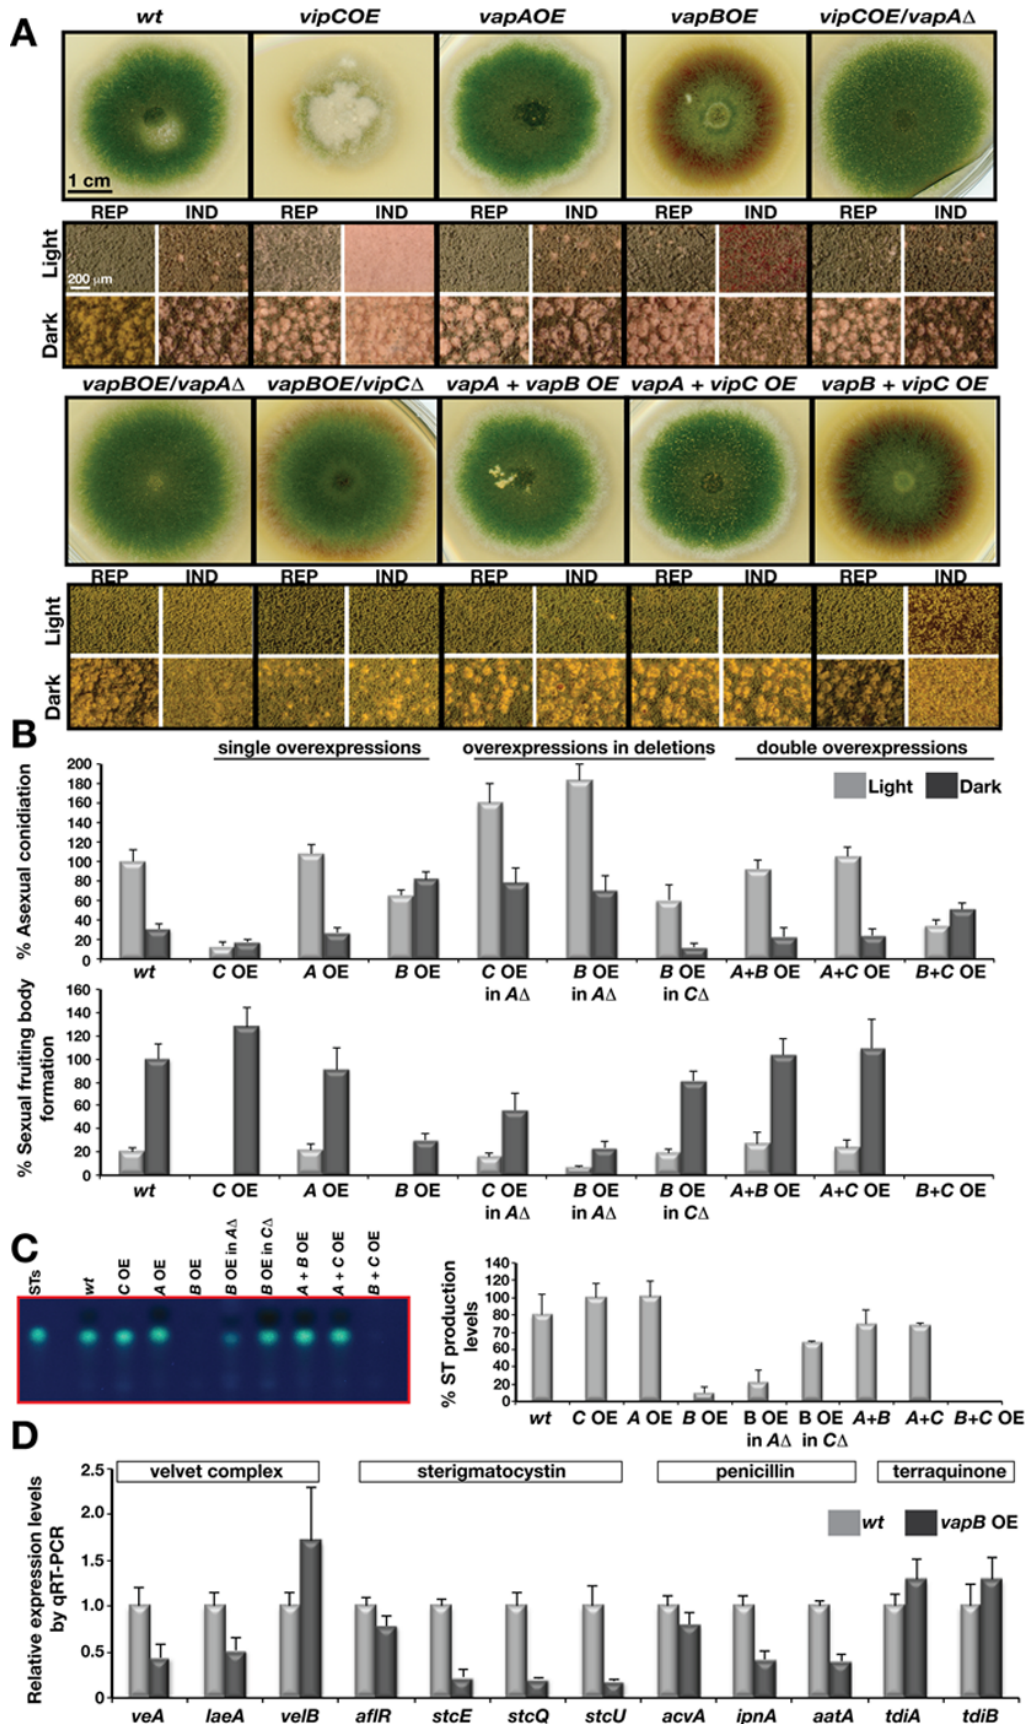 A
wt vipCOE vapAOE vapBOE vipCOE/vapAΔ
1 cm
REP IND REP IND REP IND REP IND REP IND
Light
200 µm
Dark
vapBOE/vapAΔ vapBOE/vipCΔ vapA + vapB OE vapA + vipC OE vapB + vipC OE
REP IND REP IND REP IND REP IND REP IND
Light
Dark
B
single overexpressions overexpressions in deletions double overexpressions
% Asexual conidiation
200
180
160
140
120
100
80
60
40
20
0
Light Dark
wt C OE A OE B OE C OE B OE B OE A+B OE A+C OE B+C OE
in AΔ in AΔ in CΔ
% Sexual fruiting body
formation
160
140
120
100
80
60
40
20
0
wt C OE A OE B OE C OE B OE B OE A+B OE A+C OE B+C OE
in AΔ in AΔ in CΔ
C
STs
wt
C OE
A OE
B OE
B OE in AΔ
B OE in CΔ
A + B OE
A + C OE
B + C OE
% ST production
levels
140
120
100
80
60
60
40
20
0
wt C OE A OE B OE B OE B OE A+B A+C B+C OE
in AΔ in CΔ
D
Relative expression levels
by qRT-PCR
2.5
2.0
1.5
1.0
0.5
0
velvet complex sterigmatocystin penicillin terraquinone
wt vapB OE
veA laeA velB aflR stcE stcQ stcU acvA ipnA aatA tdiA tdiB